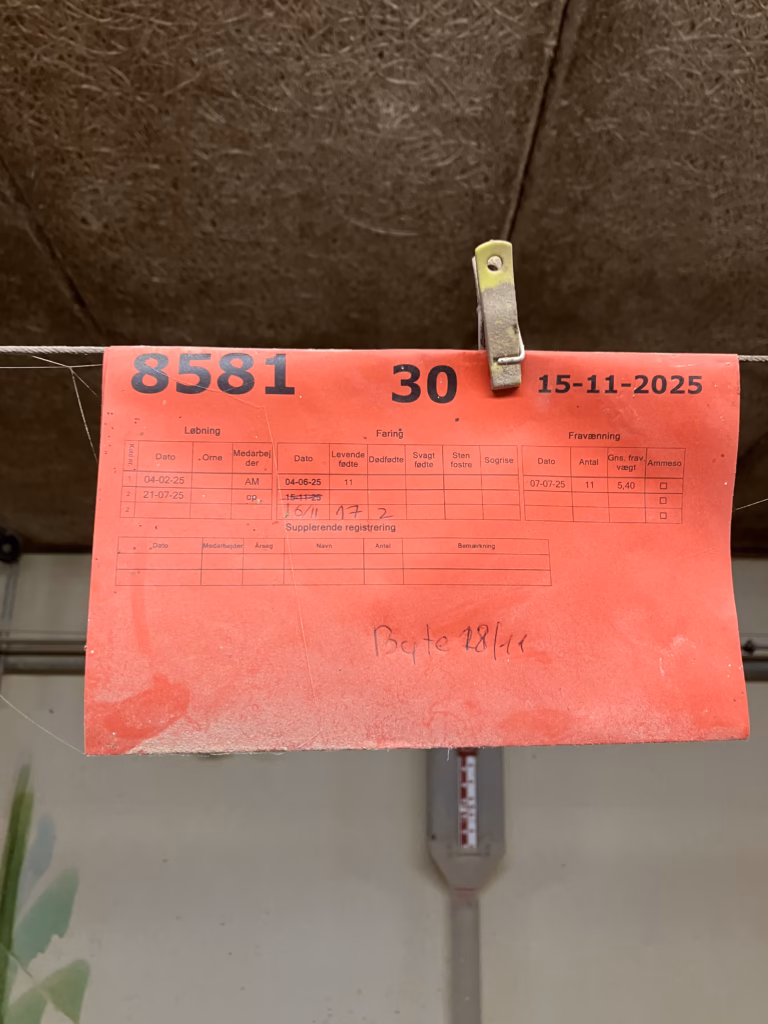 8581 30 15-11-2025
Løbning Faring Fravænning
Kuld nr. Dato Orne Medarbejder Dato Levende fødte Dødfødte Svagt fødte Sten fostre Sogrise Dato Antal Gns. frav vægt Ammeso
1 04-02-25 AM 04-06-25 11 07-07-25 11 5,40
2 21-07-25 op 15-11-25
2 16/11 17 2
Supplerende registrering
Dato Medarbejder Årsag Navn Antal Bemærkning
Byte 18/11